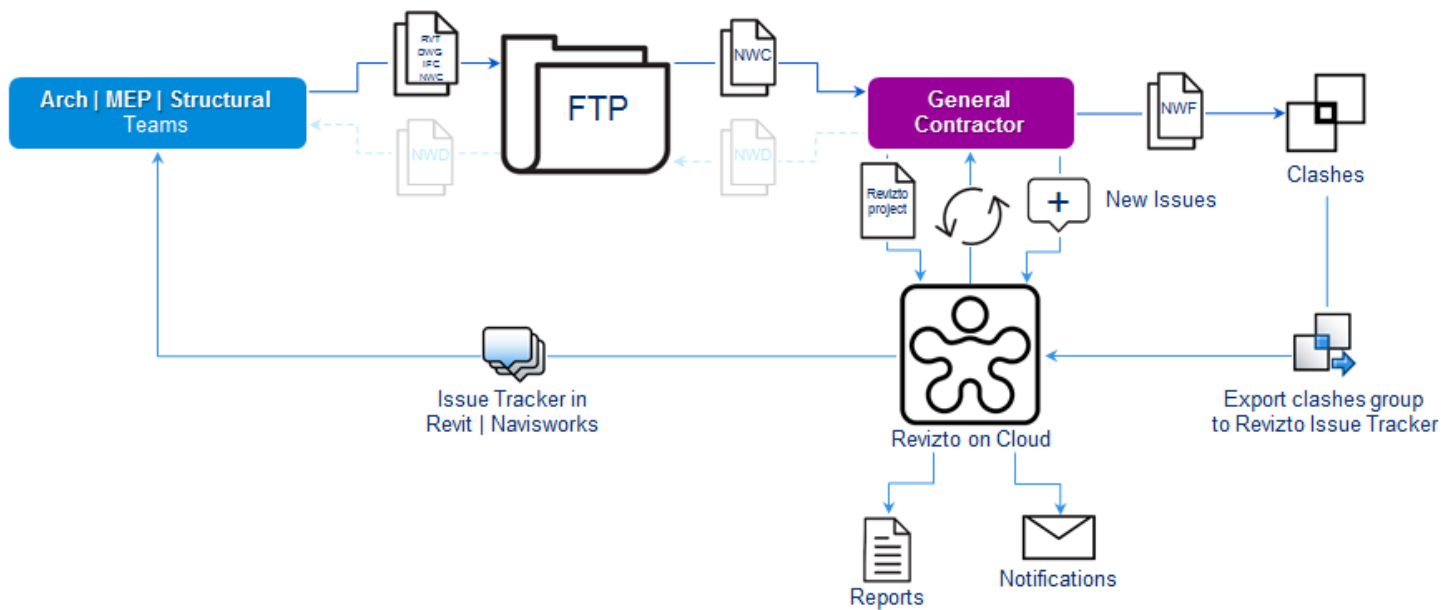 RVT
DWG
IFC
NWC
NWC
FTP
Arch | MEP | Structural
Teams
General
Contractor
NWF
NWD
NWD
Clashes
Revizto
project
+
New Issues
Issue Tracker in
Revit | Navisworks
Revizto on Cloud
Export clashes group
to Revizto Issue Tracker
Reports
Notifications